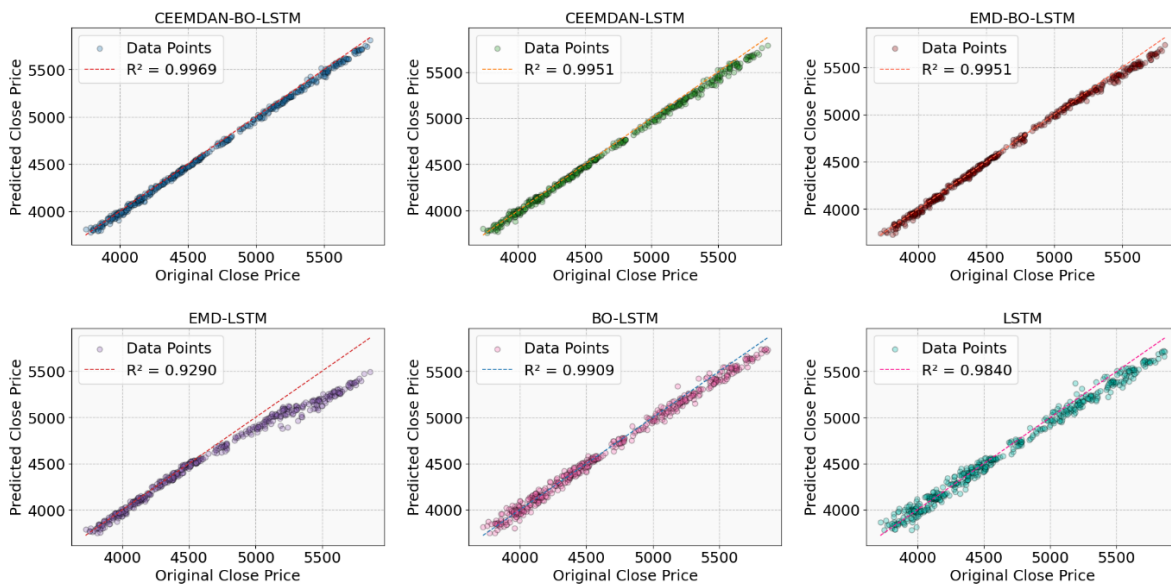 CEEMDAN-BO-LSTM
Data Points
R² = 0.9969
5500
5000
4500
4000
Predicted Close Price
4000 4500 5000 5500
Original Close Price
CEEMDAN-LSTM
Data Points
R² = 0.9951
5500
5000
4500
4000
Predicted Close Price
4000 4500 5000 5500
Original Close Price
EMD-BO-LSTM
Data Points
R² = 0.9951
5500
5000
4500
4000
Predicted Close Price
4000 4500 5000 5500
Original Close Price
EMD-LSTM
Data Points
R² = 0.9290
5500
5000
4500
4000
Predicted Close Price
4000 4500 5000 5500
Original Close Price
BO-LSTM
Data Points
R² = 0.9909
5500
5000
4500
4000
Predicted Close Price
4000 4500 5000 5500
Original Close Price
LSTM
Data Points
R² = 0.9840
5500
5000
4500
4000
Predicted Close Price
4000 4500 5000 5500
Original Close Price